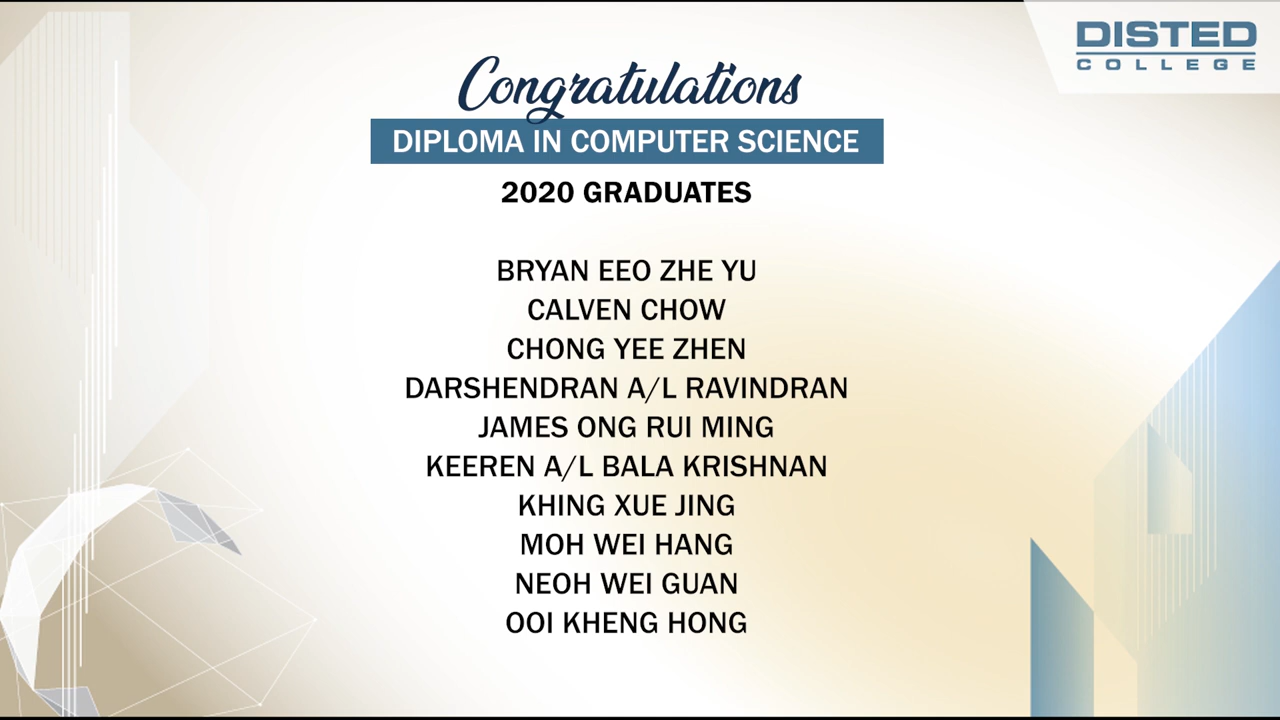 DISTED
COLLEGE
Congratulations
DIPLOMA IN COMPUTER SCIENCE
2020 GRADUATES
BRYAN EEO ZHE YU
CALVEN CHOW
CHONG YEE ZHEN
DARSHENDRAN A/L RAVINDRAN
JAMES ONG RUI MING
KEEREN A/L BALA KRISHNAN
KHING XUE JING
MOH WEI HANG
NEOH WEI GUAN
OOI KHENG HONG